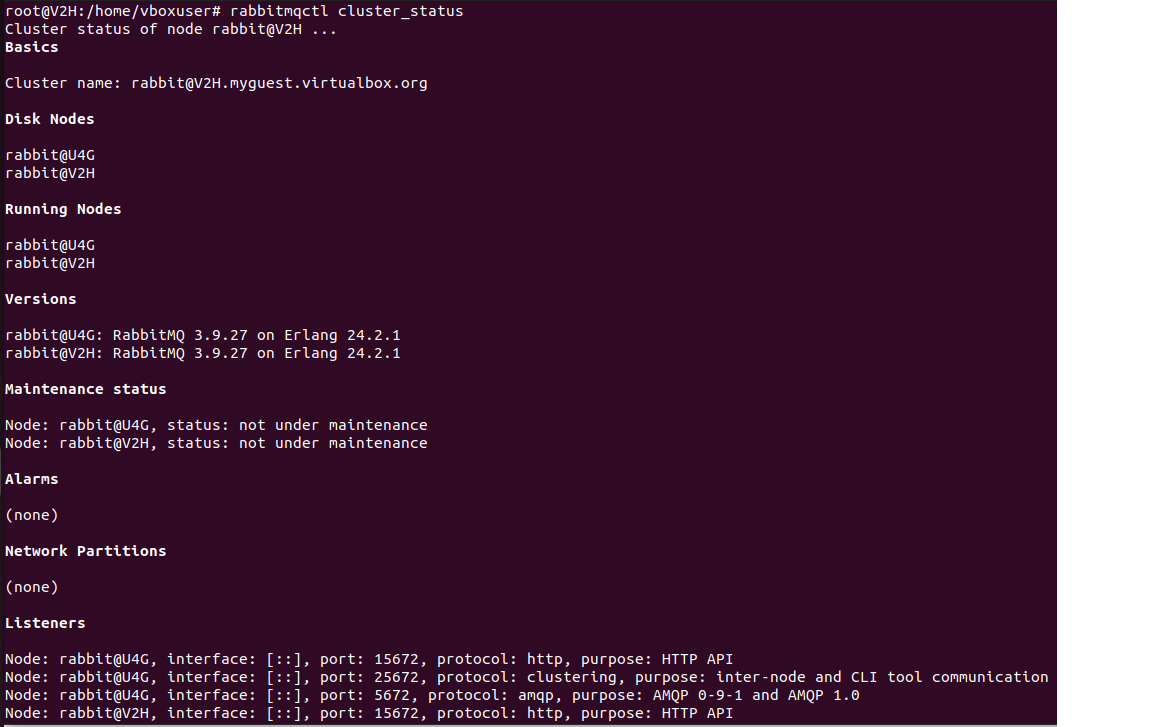 root@V2H:/home/vboxuser# rabbitmqctl cluster_status
Cluster status of node rabbit@V2H ...
Basics
Cluster name: rabbit@V2H.myguest.virtualbox.org
Disk Nodes
rabbit@U4G
rabbit@V2H
Running Nodes
rabbit@U4G
rabbit@V2H
Versions
rabbit@U4G: RabbitMQ 3.9.27 on Erlang 24.2.1
rabbit@V2H: RabbitMQ 3.9.27 on Erlang 24.2.1
Maintenance status
Node: rabbit@U4G, status: not under maintenance
Node: rabbit@V2H, status: not under maintenance
Alarms
(none)
Network Partitions
(none)
Listeners
Node: rabbit@U4G, interface: [::], port: 15672, protocol: http, purpose: HTTP API
Node: rabbit@U4G, interface: [::], port: 25672, protocol: clustering, purpose: inter-node and CLI tool communication
Node: rabbit@U4G, interface: [::], port: 5672, protocol: amqp, purpose: AMQP 0-9-1 and AMQP 1.0
Node: rabbit@V2H, interface: [::], port: 15672, protocol: http, purpose: HTTP API